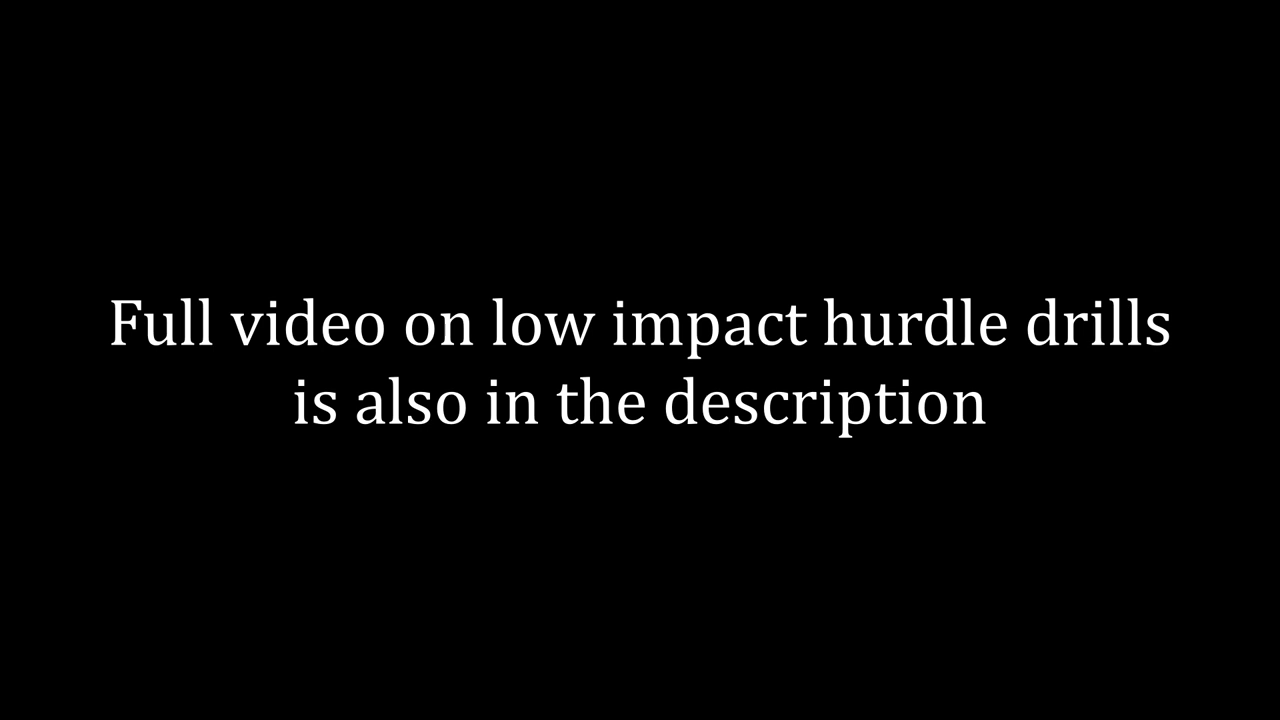 Full video on low impact hurdle drills
is also in the description